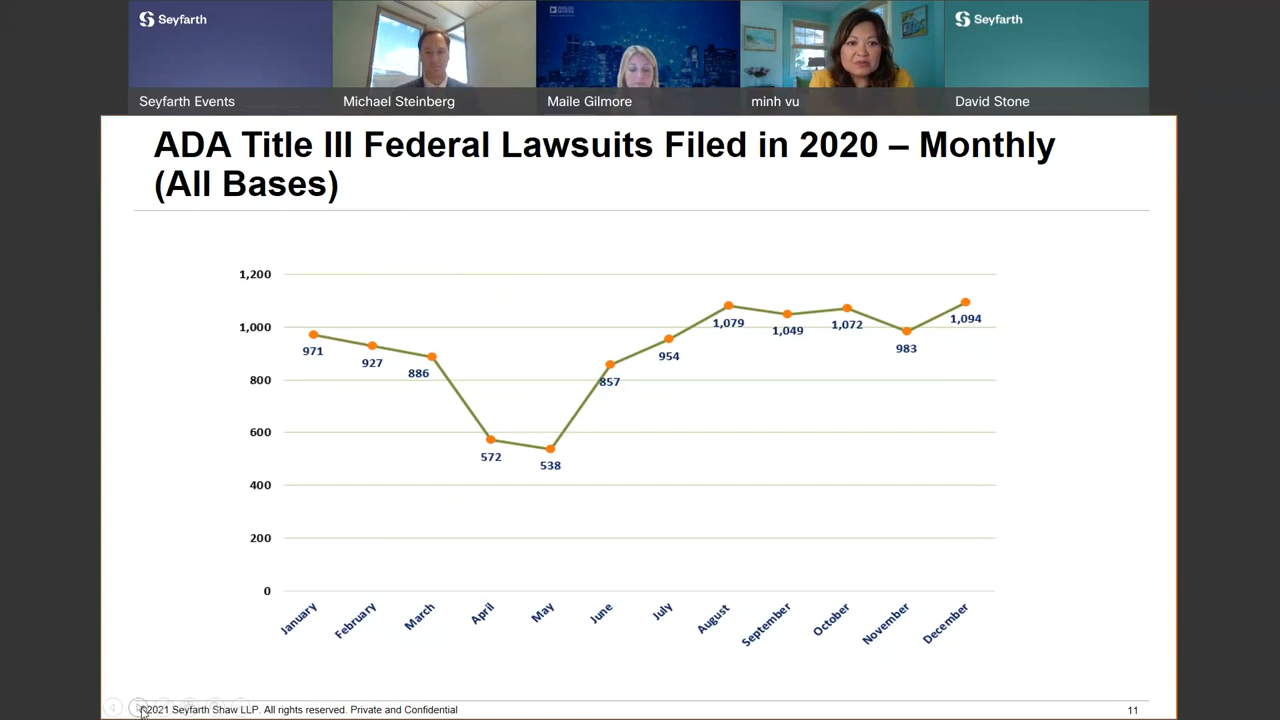 Seyfarth
Seyfarth
Seyfarth Events
Michael Steinberg
Maile Gilmore
minh vu
David Stone
ADA Title III Federal Lawsuits Filed in 2020 – Monthly
(All Bases)
1,200
1,000
800
600
400
200
0
971
927
886
572
538
857
954
1,079
1,049
1,072
983
1,094
January
February
March
April
May
June
July
August
September
October
November
December
©2021 Seyfarth Shaw LLP. All rights reserved. Private and Confidential
11